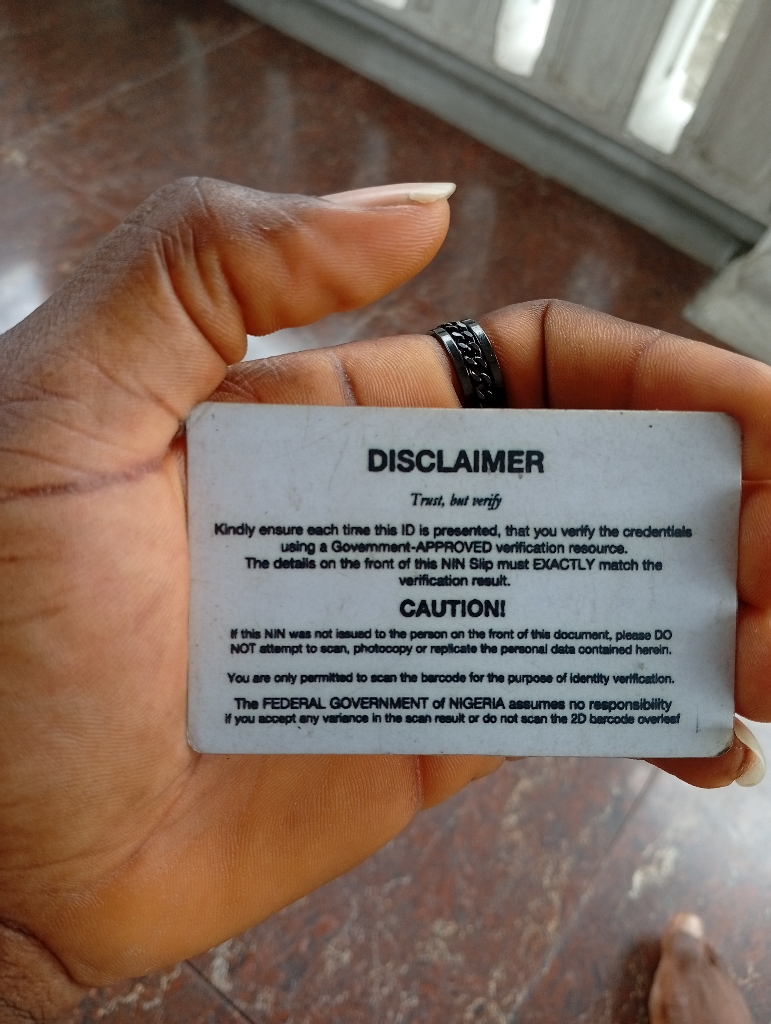 DISCLAIMER
Trust, but verify
Kindly ensure each time this ID is presented, that you verify the credentials
using a Government-APPROVED verification resource.
The details on the front of this NIN Slip must EXACTLY match the
verification result.
CAUTION!
If this NIN was not issued to the person on the front of this document, please DO
NOT attempt to scan, photocopy or replicate the personal data contained herein.
You are only permitted to scan the barcode for the purpose of identity verification.
The FEDERAL GOVERNMENT of NIGERIA assumes no responsibility
if you accept any variance in the scan result or do not scan the 2D barcode overleaf